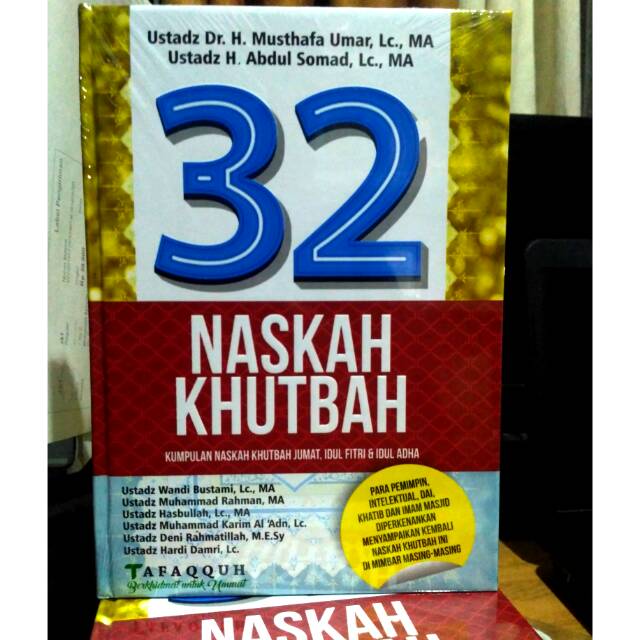 Ustadz Dr. H. Musthafa Umar, Lc., MA
Ustadz H. Abdul Somad, Lc., MA
32
NASKAH
KHUTBAH
KUMPULAN NASKAH KHUTBAH JUMAT, IDUL FITRI & IDUL ADHA
Ustadz Wandi Bustami, Lc., MA
Ustadz Muhammad Rahman, MA
Ustadz Hasbullah, Lc., MA
Ustadz Muhammad Karim Al 'Adn, Lc.
Ustadz Deni Rahmatillah, M.E.Sy
Ustadz Hardi Damri, Lc.
TAFAQQUH
Berkhidmat untuk Ummat
PARA PEMIMPIN,
INTELEKTUAL, DAI,
KHATIB DAN IMAM MASJID
DIPERKENANKAN
MENYAMPAIKAN KEMBALI
NASKAH KHUTBAH INI
DI MIMBAR MASING-MASING
NASKAH